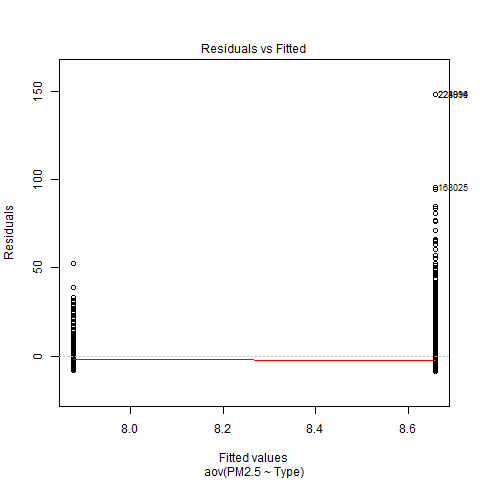 Residuals vs Fitted
Residuals
150
100
50
0
163025
8.0
8.2
8.4
8.6
Fitted values
aov(PM2.5 ~ Type)